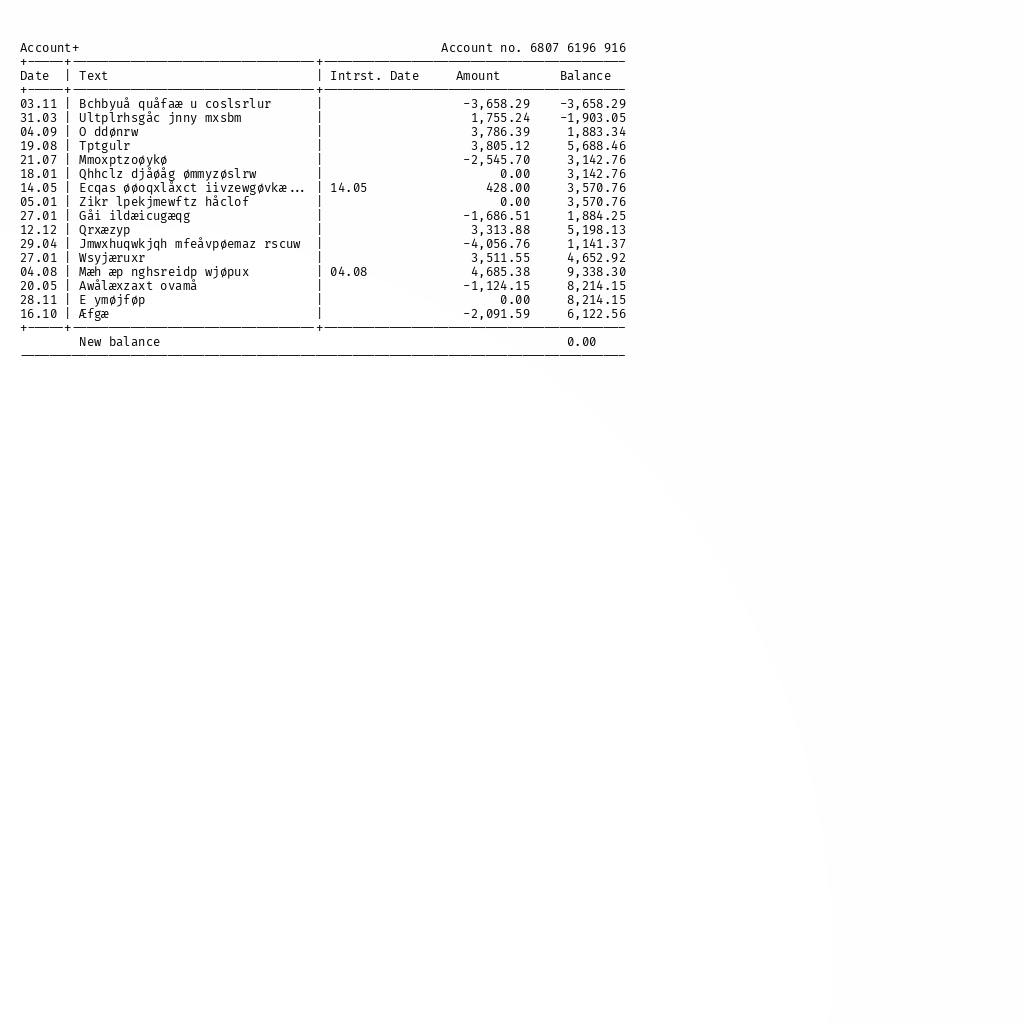 Account+ Account no. 6807 6196 916
Date | Text | Intrst. Date Amount Balance
03.11 | Bchbyuå quåfaæ u coslsrlur | -3,658.29 -3,658.29
31.03 | Ultplrhsgåc jnny mxsbm | 1,755.24 -1,903.05
04.09 | O ddønrw | 3,786.39 1,883.34
19.08 | Tptgulr | 3,805.12 5,688.46
21.07 | Mmoxptzoøykø | -2,545.70 3,142.76
18.01 | Qhhclz djåøåg ømmyzøslrw | 0.00 3,142.76
14.05 | Ecqas øøoqxlåxct iivzewgøvkæ... | 14.05 428.00 3,570.76
05.01 | Zikr lpekjmewftz håclof | 0.00 3,570.76
27.01 | Gåi ildæicugæqg | -1,686.51 1,884.25
12.12 | Qrxæzyp | 3,313.88 5,198.13
29.04 | Jmwxhuqwkjqh mfeåvpøemaz rscuw | -4,056.76 1,141.37
27.01 | Wsyjæruxr | 3,511.55 4,652.92
04.08 | Mæh æp nghsreidp wjøpux | 04.08 4,685.38 9,338.30
20.05 | Awålæxzaxt ovamå | -1,124.15 8,214.15
28.11 | E ymøjføp | 0.00 8,214.15
16.10 | Æfgæ | -2,091.59 6,122.56
New balance 0.00